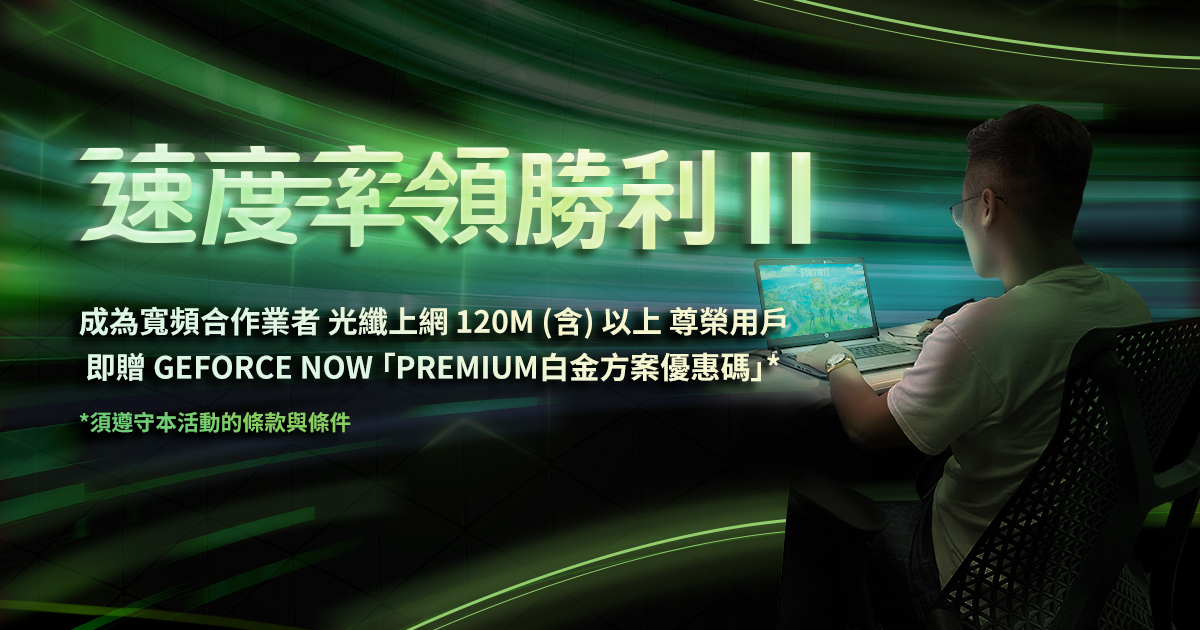 速度率領勝利 II
成為寬頻合作業者 光纖上網 120M (含) 以上 尊榮用戶
即贈 GEFORCE NOW「PREMIUM白金方案優惠碼」*
*須遵守本活動的條款與條件
FORTNITE